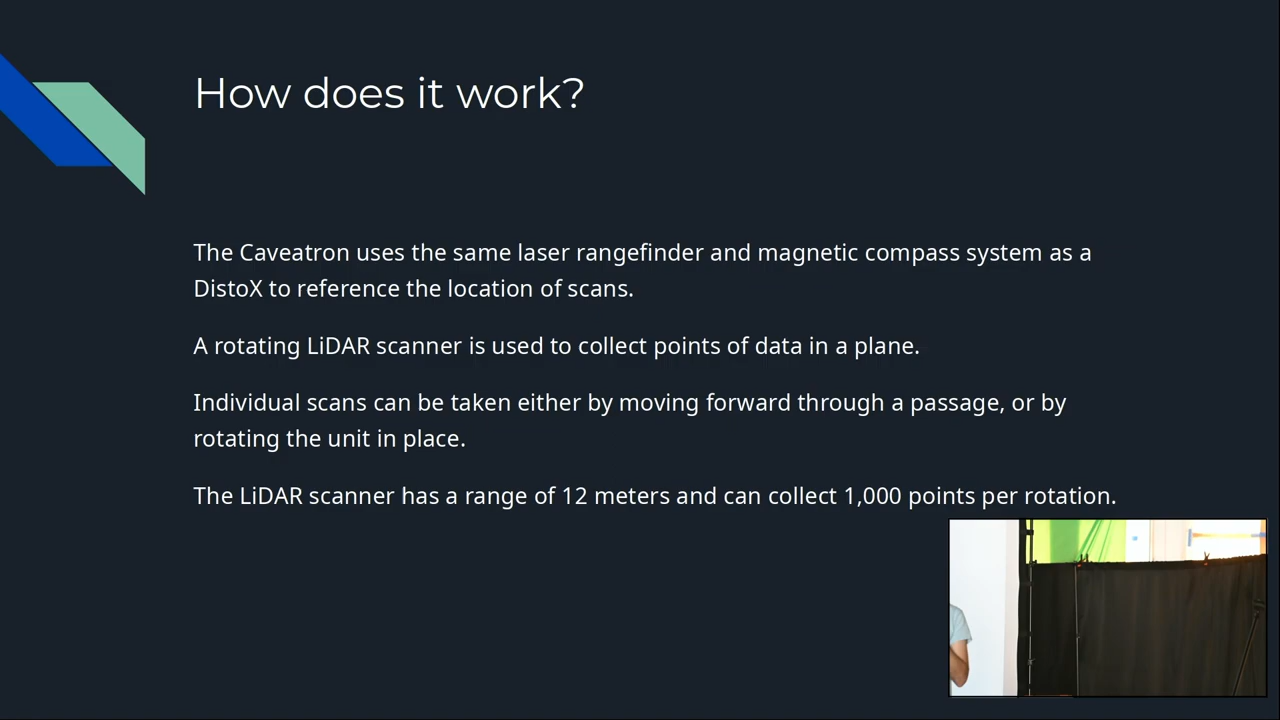 How does it work?
The Caveatron uses the same laser rangefinder and magnetic compass system as a
DistoX to reference the location of scans.
A rotating LiDAR scanner is used to collect points of data in a plane.
Individual scans can be taken either by moving forward through a passage, or by
rotating the unit in place.
The LiDAR scanner has a range of 12 meters and can collect 1,000 points per rotation.